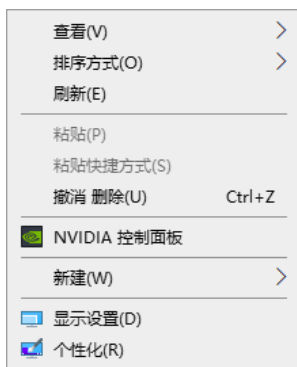 查看(V)
排序方式(O)
刷新(E)
粘贴(P)
粘贴快捷方式(S)
撤消 删除(U) Ctrl+Z
NVIDIA 控制面板
新建(W)
显示设置(D)
个性化(R)